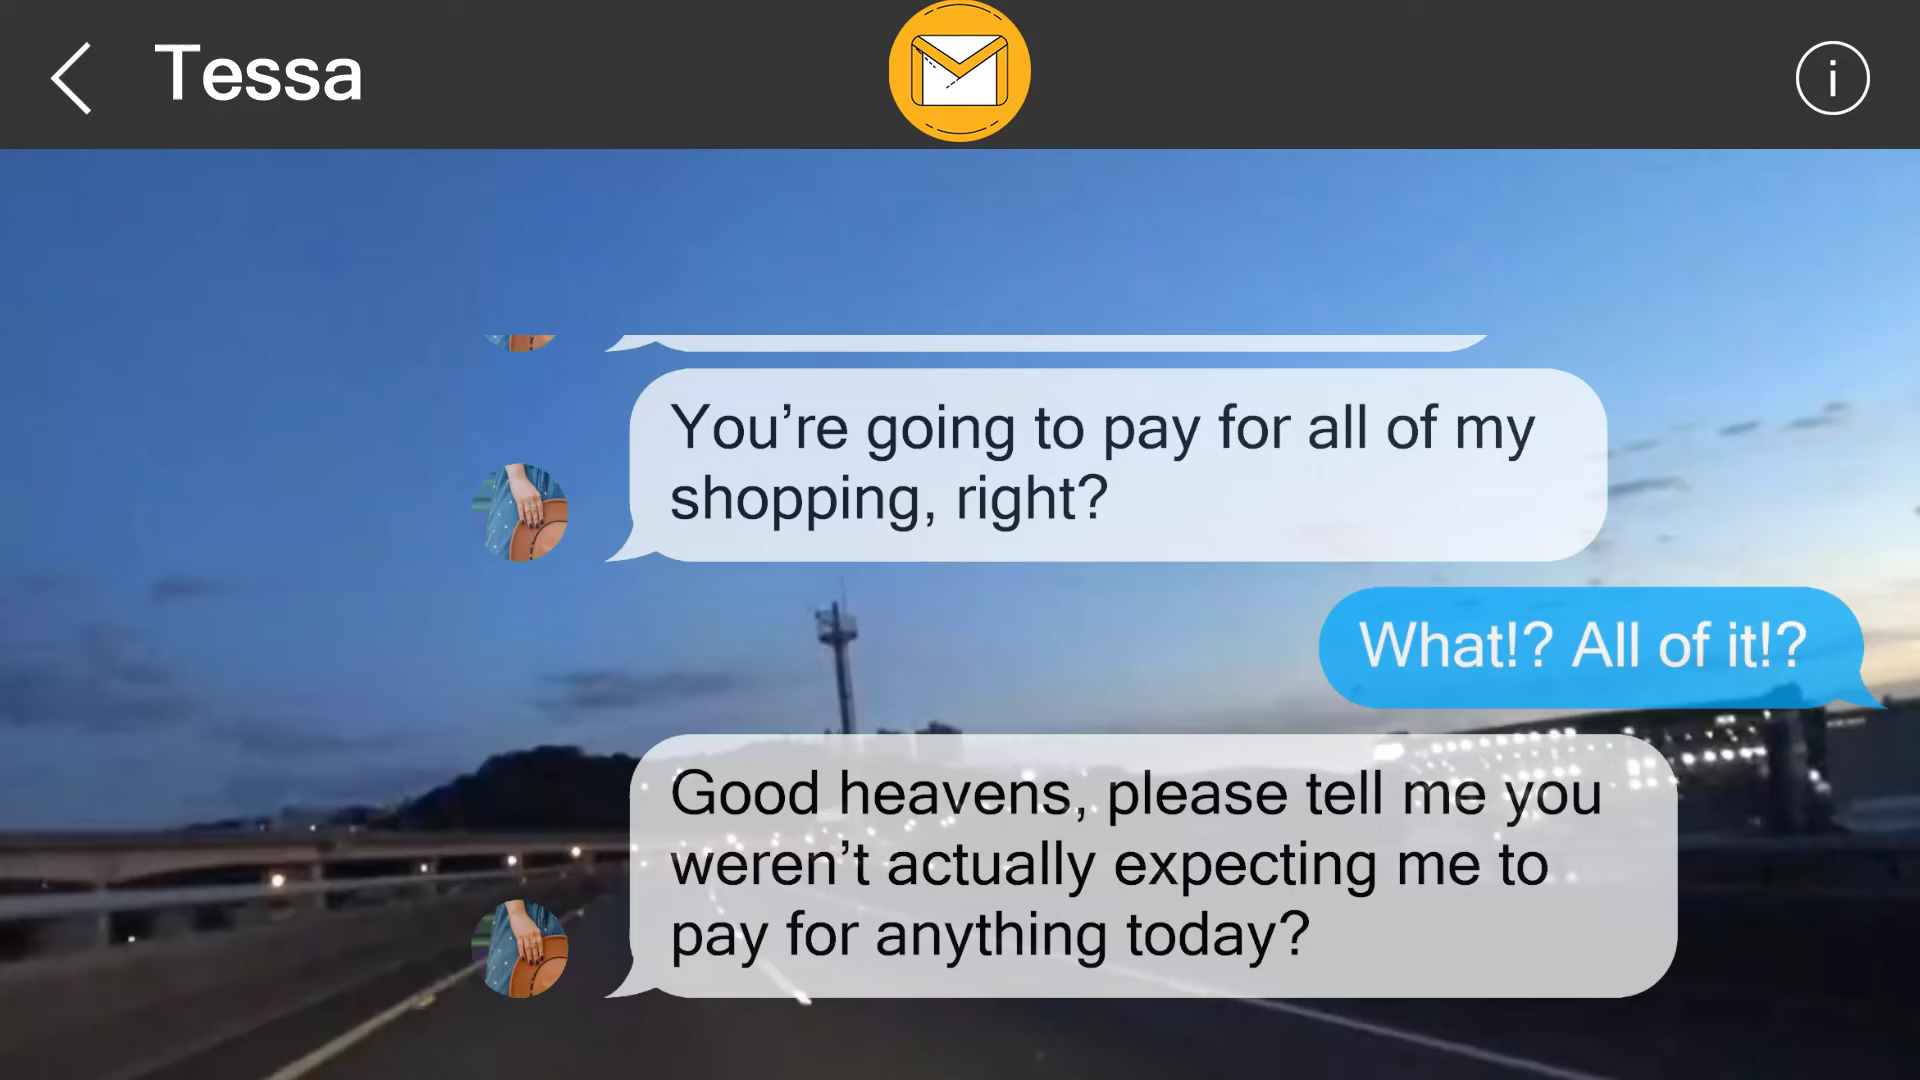 Tessa
i
You’re going to pay for all of my
shopping, right?
What!? All of it!?
Good heavens, please tell me you
weren’t actually expecting me to
pay for anything today?